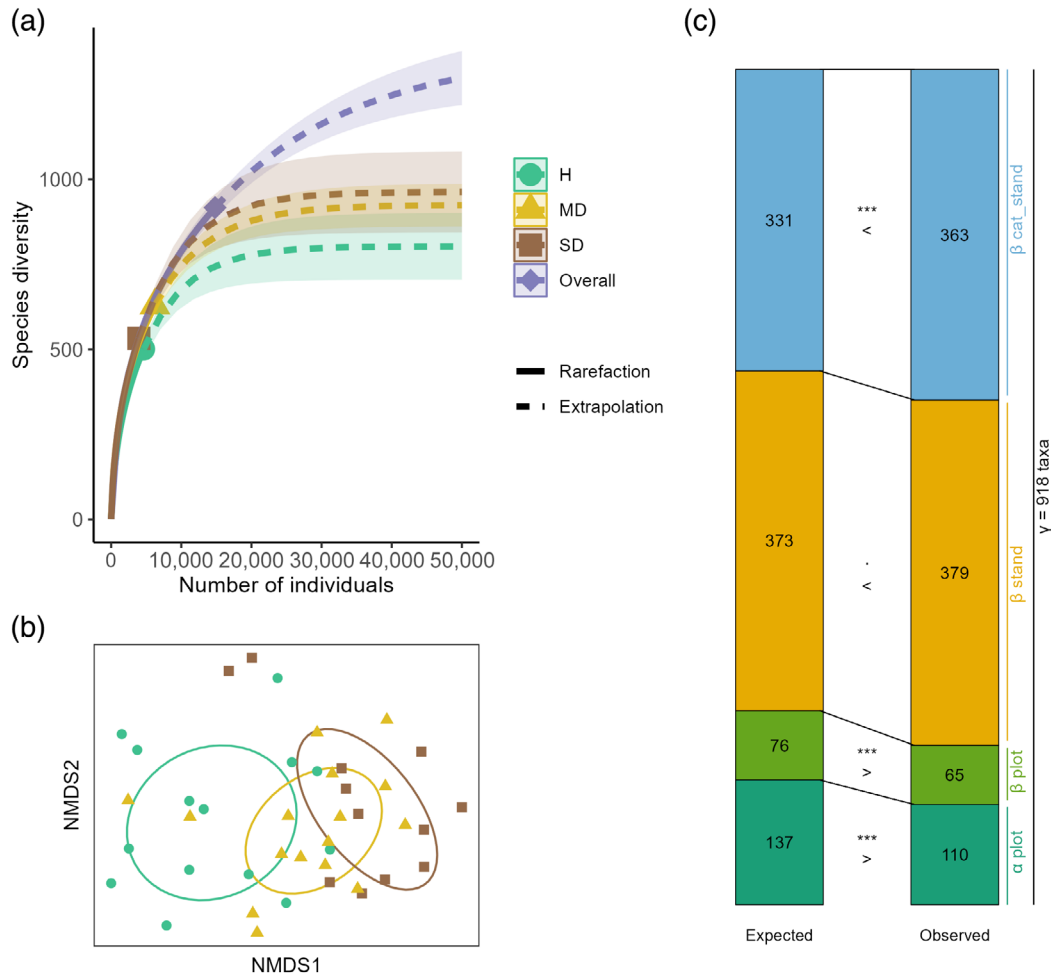 (a)
Species diversity
1000
500
0
0
10,000
20,000
30,000
40,000
50,000
Number of individuals
H
MD
SD
Overall
Rarefaction
Extrapolation
(b)
NMDS2
NMDS1
(c)
331
***
<
363
β cat_stand
373
.
<
379
β stand
76
***
>
65
β plot
137
***
>
110
α plot
γ = 918 taxa
Expected
Observed